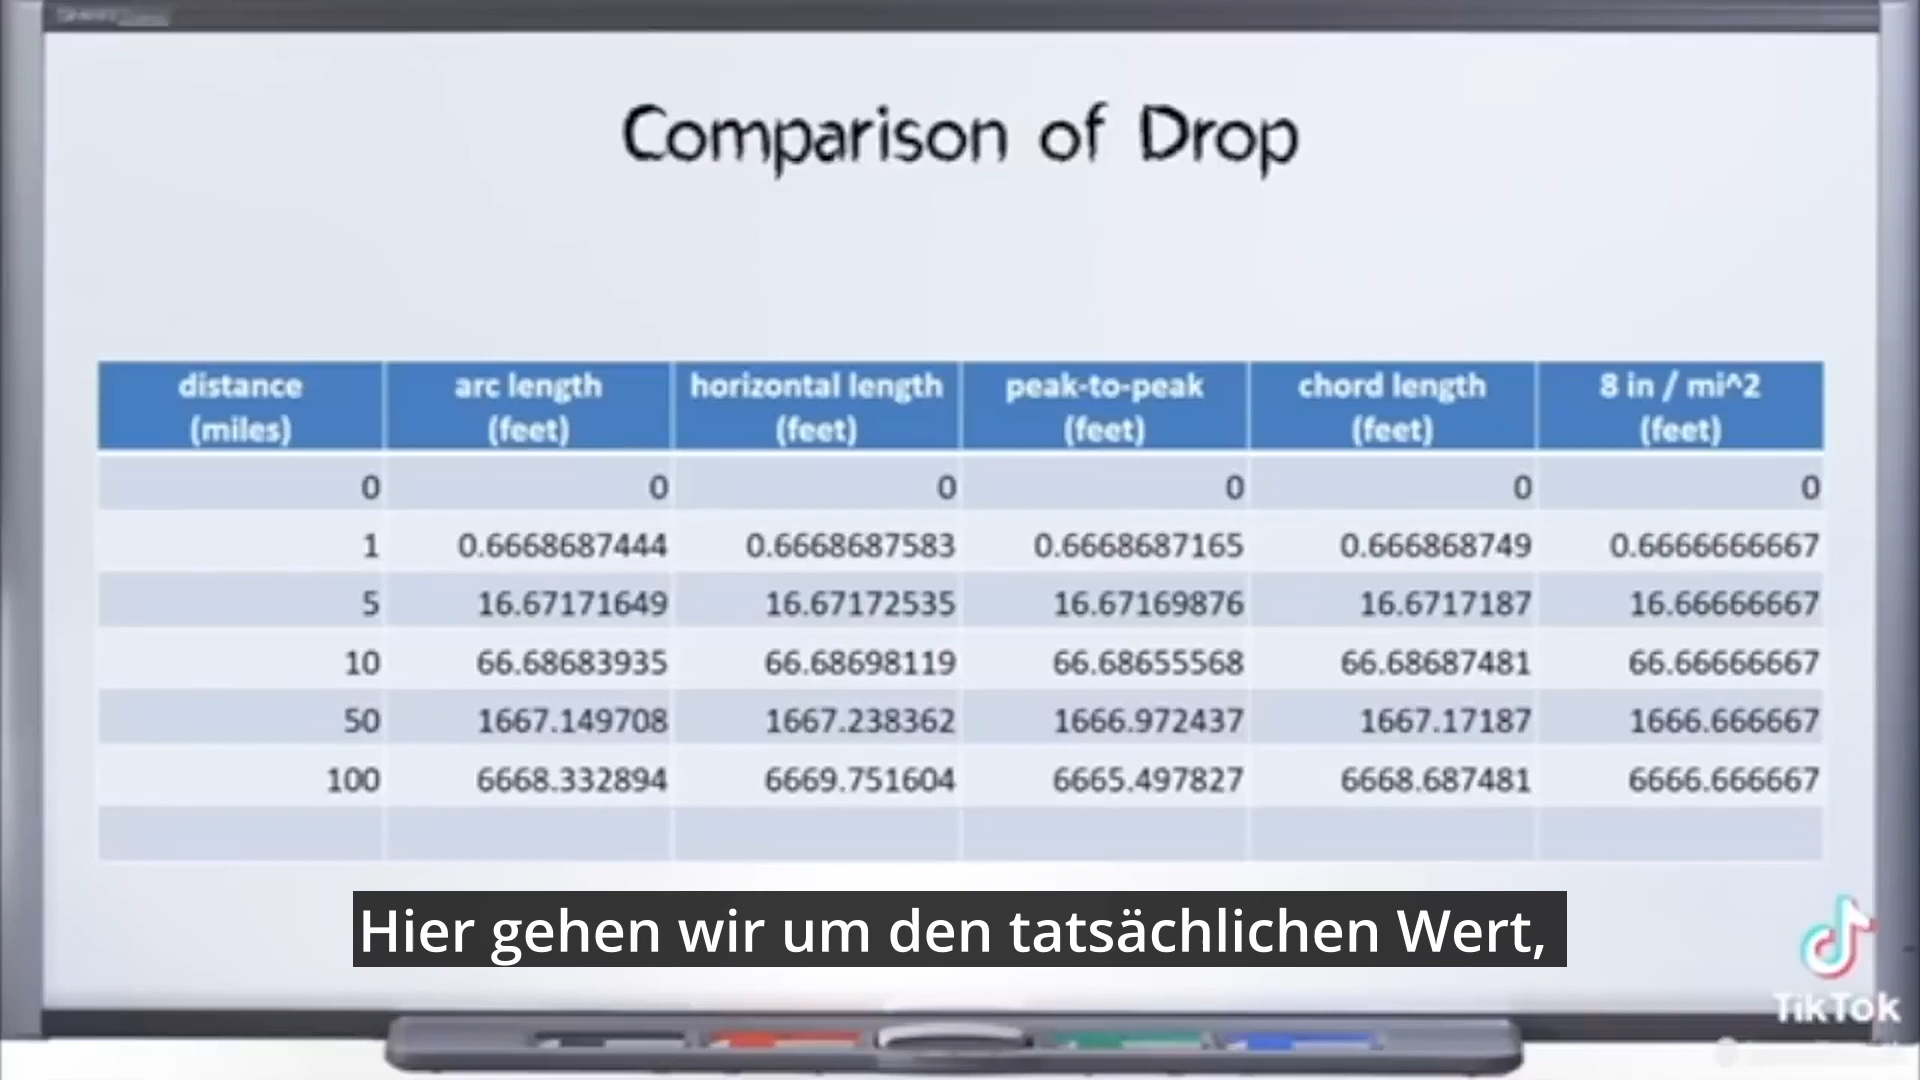 Comparison of Drop
distance (miles) arc length (feet) horizontal length (feet) peak-to-peak (feet) chord length (feet) 8 in / mi^2 (feet)
0 0 0 0 0 0
1 0.6668687444 0.6668687583 0.6668687165 0.666868749 0.6666666667
5 16.67171649 16.67172535 16.67169876 16.6717187 16.66666667
10 66.68683935 66.68698119 66.68655568 66.68687481 66.66666667
50 1667.149708 1667.238362 1666.972437 1667.17187 1666.666667
100 6668.332894 6669.751604 6665.497827 6668.687481 6666.666667
Hier gehen wir um den tatsächlichen Wert,
TikTok